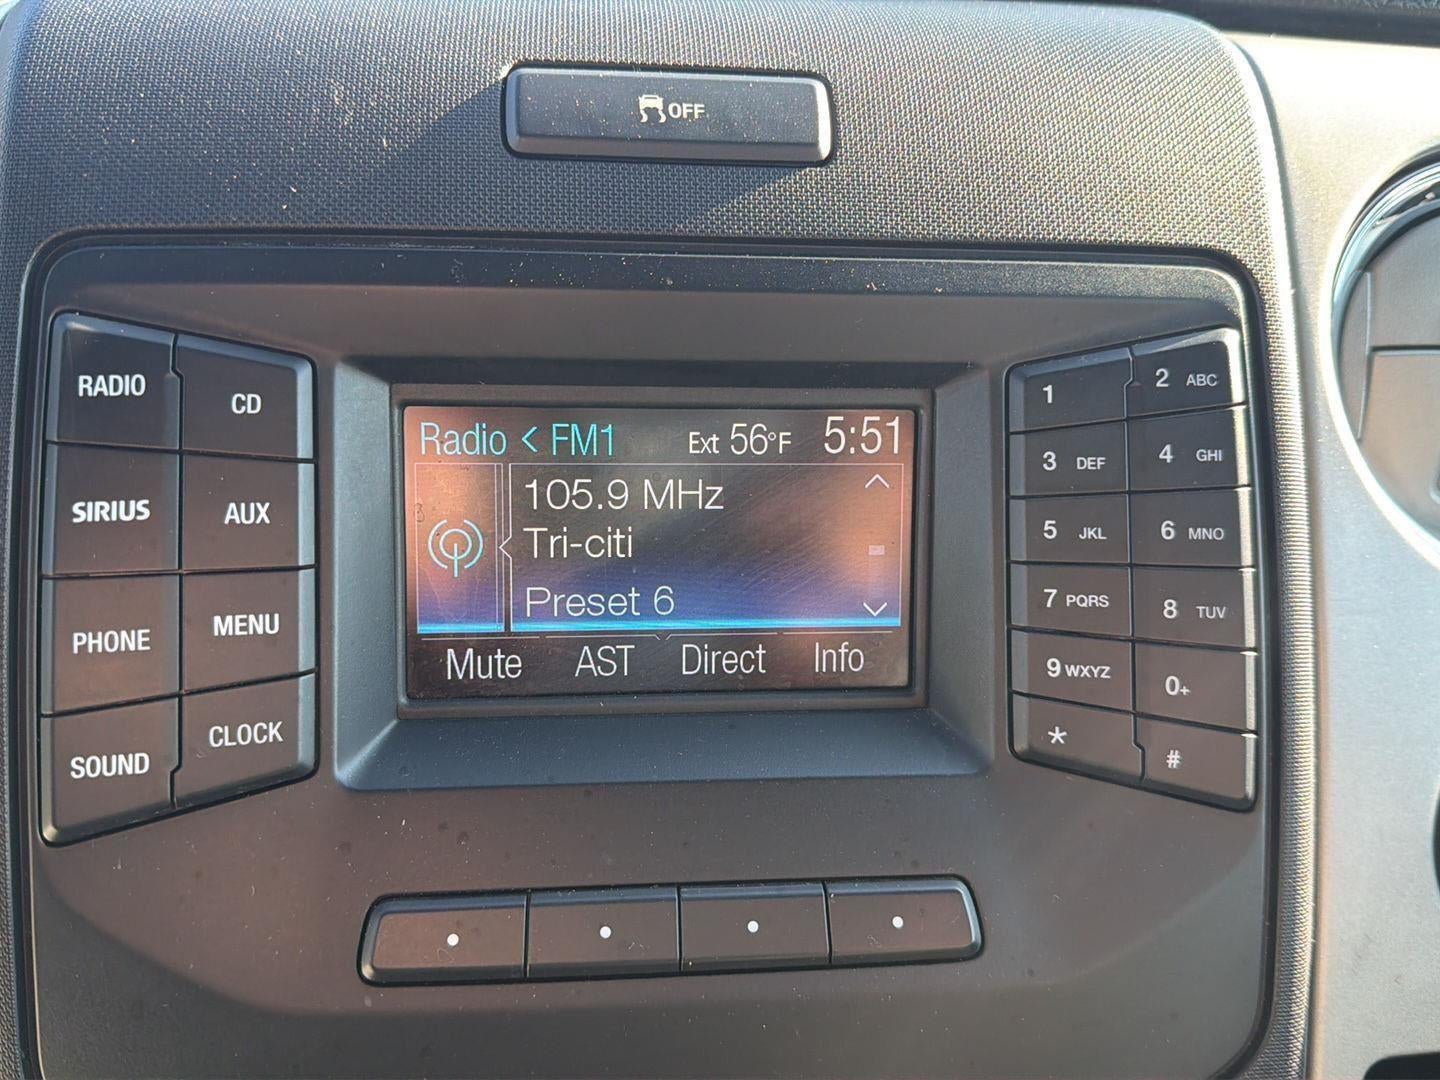 OFF
RADIO
CD
SIRIUS
AUX
PHONE
MENU
SOUND
CLOCK
Radio < FM1 Ext 56°F 5:51
105.9 MHz
Tri-citi
Preset 6
Mute AST Direct Info
1
2 ABC
3 DEF
4 GHI
5 JKL
6 MNO
7 PQRS
8 TUV
9 WXYZ
0+
*
#